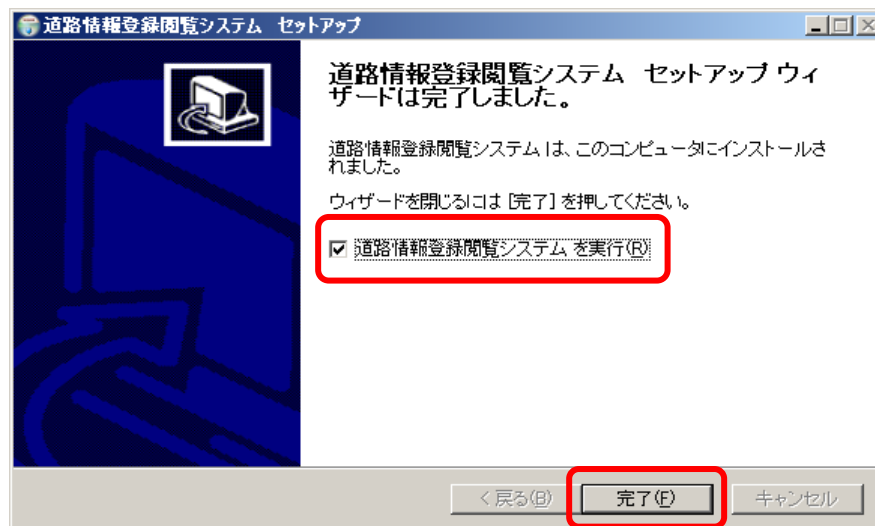 道路情報登録閲覧システム セットアップ
道路情報登録閲覧システム セットアップ ウィ
ザードは完了しました。
道路情報登録閲覧システム は、このコンピュータにインストールさ
れました。
ウィザードを閉じるには [完了] を押してください。
道路情報登録閲覧システム を実行(R)
< 戻る(B) 完了(F) キャンセル